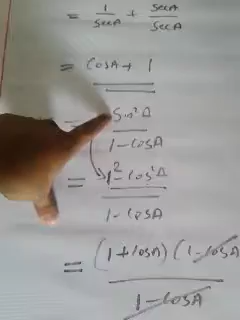 = 1/SecA + SecA/SecA
= CosA + 1
= Sin²A / 1 - CosA
= 1² - Cos²A / 1 - CosA
= (1 + CosA) (1 - CosA) / 1 - CosA